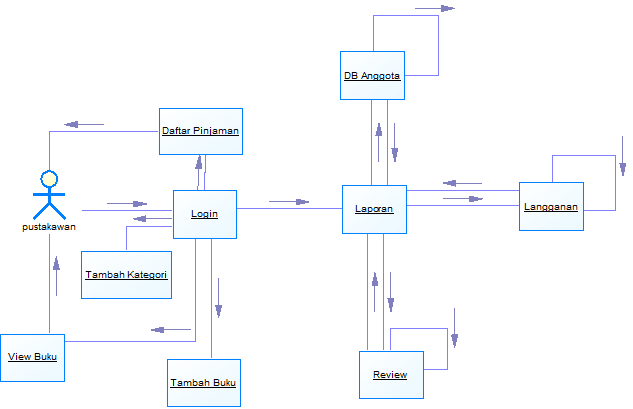 DB Anggota
Daftar Pinjaman
pustakawan
Login
Laporan
Langganan
Tambah Kategori
View Buku
Tambah Buku
Review